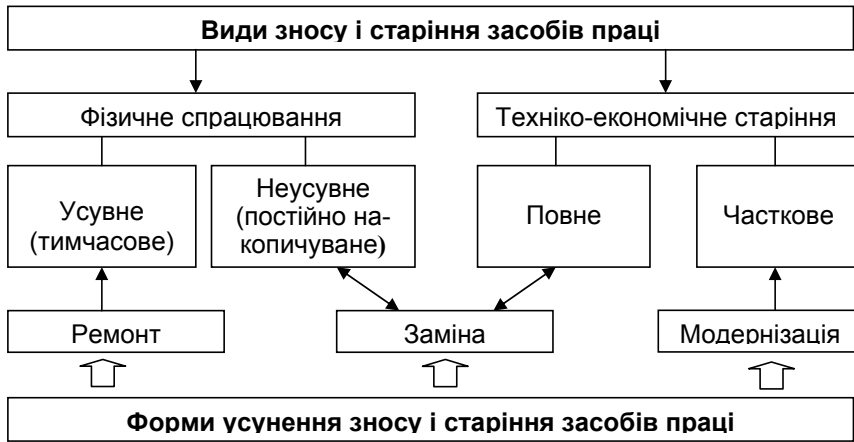 Види зносу і старіння засобів праці
Фізичне спрацювання
Техніко-економічне старіння
Усувне
(тимчасове)
Неусувне
(постійно на-
копичуване)
Повне
Часткове
Ремонт
Заміна
Модернізація
Форми усунення зносу і старіння засобів праці